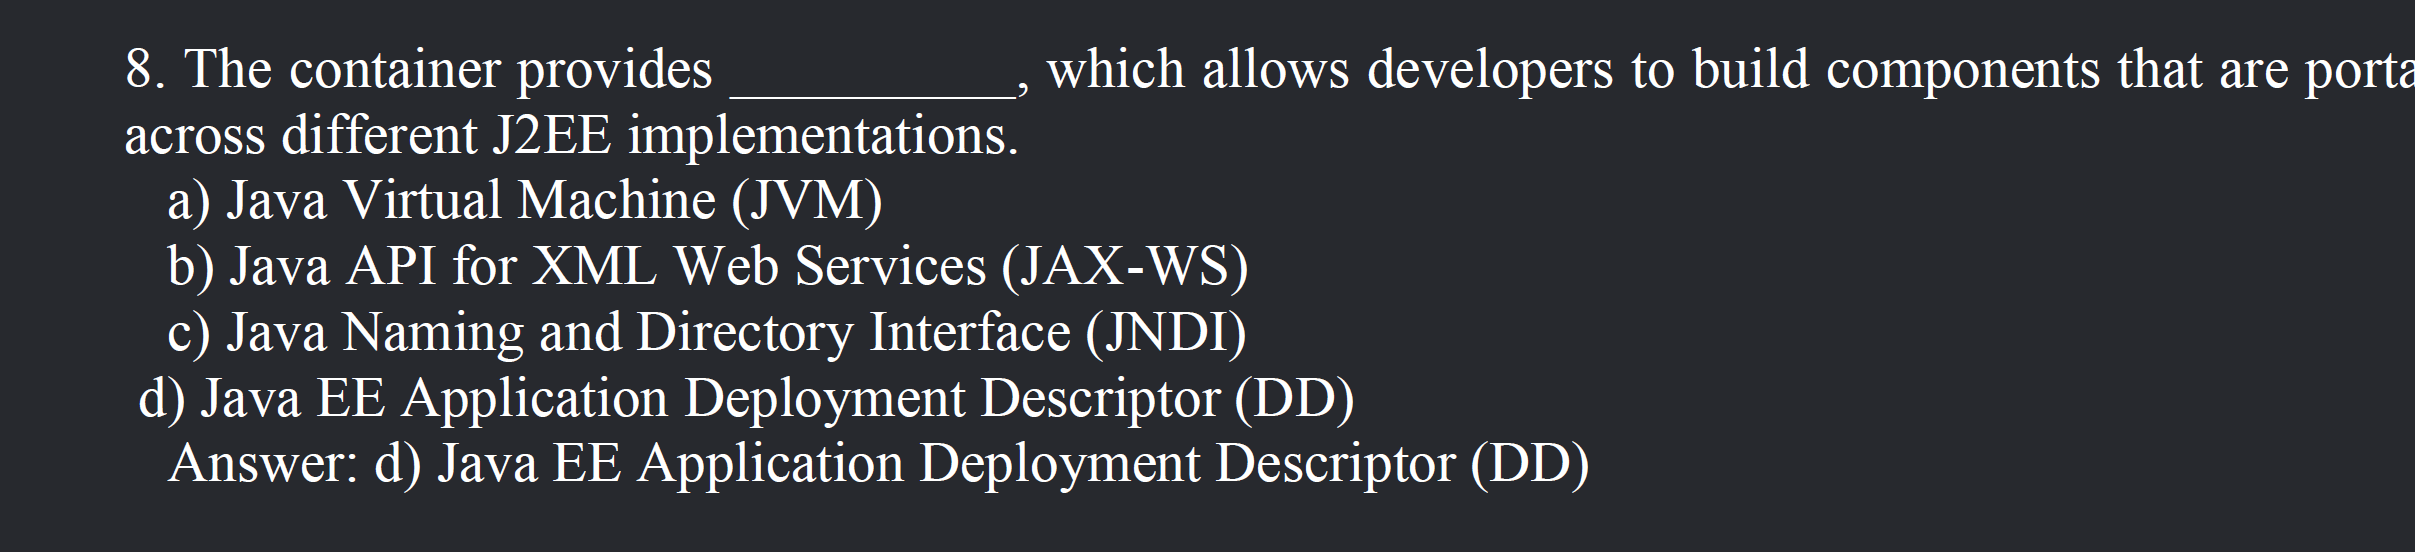 8. The container provides __________, which allows developers to build components that are porta
across different J2EE implementations.
a) Java Virtual Machine (JVM)
b) Java API for XML Web Services (JAX-WS)
c) Java Naming and Directory Interface (JNDI)
d) Java EE Application Deployment Descriptor (DD)
Answer: d) Java EE Application Deployment Descriptor (DD)